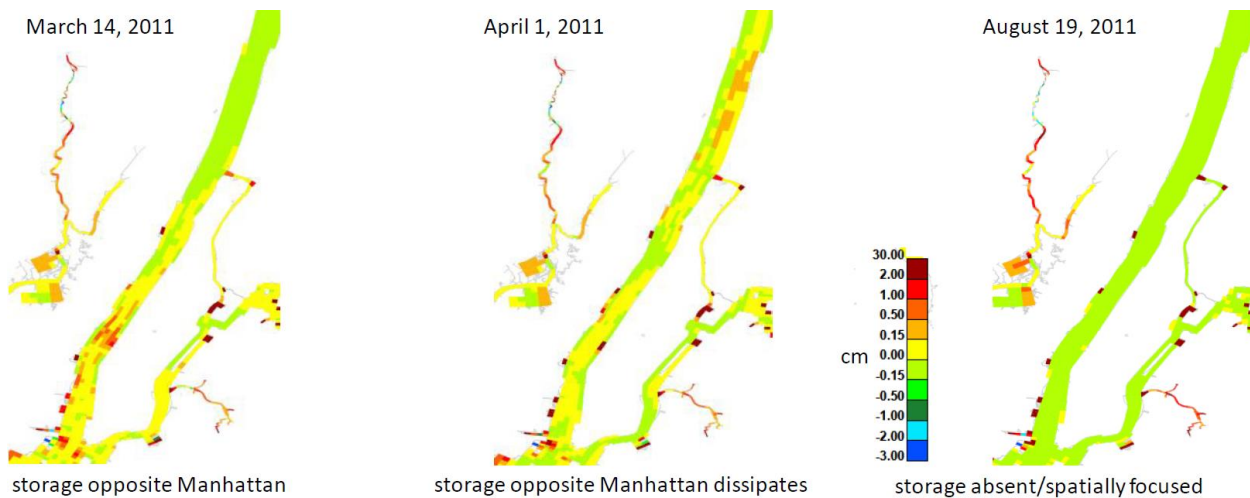 March 14, 2011
April 1, 2011
August 19, 2011
30.00
2.00
1.00
0.50
0.15
0.00
-0.15
-0.50
-1.00
-2.00
-3.00
cm
storage opposite Manhattan
storage opposite Manhattan dissipates
storage absent/spatially focused